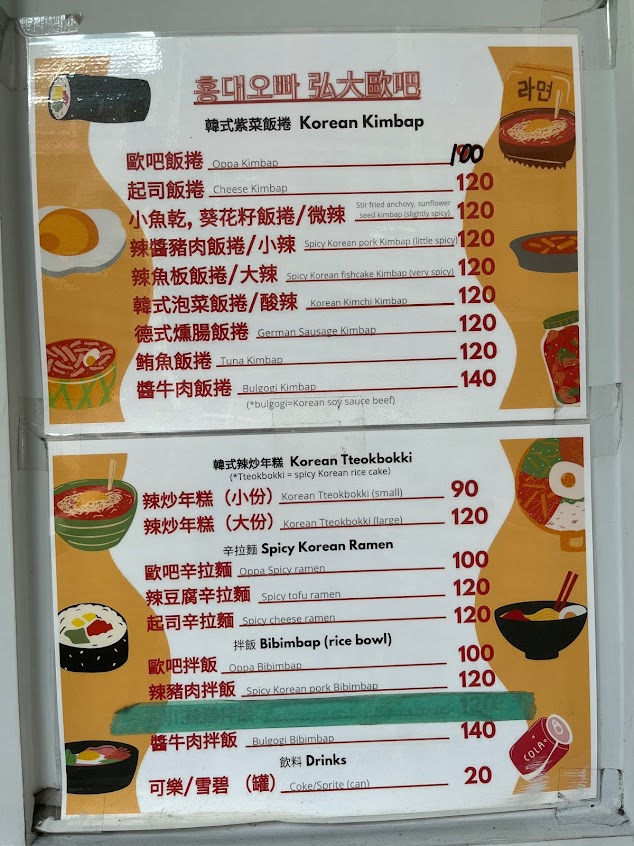 홍대오빠 弘大歐吧
라면
韓式紫菜飯捲 Korean Kimbap
歐吧飯捲 Oppa Kimbap 100
起司飯捲 Cheese Kimbap 120
小魚乾, 葵花籽飯捲/微辣 Stir fried anchovy, sunflower seed kimbap (slightly spicy) 120
辣醬豬肉飯捲/小辣 Spicy Korean pork Kimbap (little spicy) 120
辣魚板飯捲/大辣 Spicy Korean fishcake Kimbap (very spicy) 120
韓式泡菜飯捲/酸辣 Korean Kimchi Kimbap 120
德式燻腸飯捲 German Sausage Kimbap 120
鮪魚飯捲 Tuna Kimbap 120
醬牛肉飯捲 Bulgogi Kimbap 140
(*bulgogi=Korean soy sauce beef)
韓式辣炒年糕 Korean Tteokbokki
(*Tteokbokki = spicy Korean rice cake)
辣炒年糕（小份） Korean Tteokbokki (small) 90
辣炒年糕（大份） Korean Tteokbokki (large) 120
辛拉麵 Spicy Korean Ramen
歐吧辛拉麵 Oppa Spicy ramen 100
辣豆腐辛拉麵 Spicy tofu ramen 120
起司辛拉麵 Spicy cheese ramen 120
拌飯 Bibimbap (rice bowl)
歐吧拌飯 Oppa Bibimbap 100
辣豬肉拌飯 Spicy Korean pork Bibimbap 120
120
醬牛肉拌飯 Bulgogi Bibimbap 140
飲料 Drinks
可樂/雪碧 （罐） Coke/Sprite (can) 20
COLA